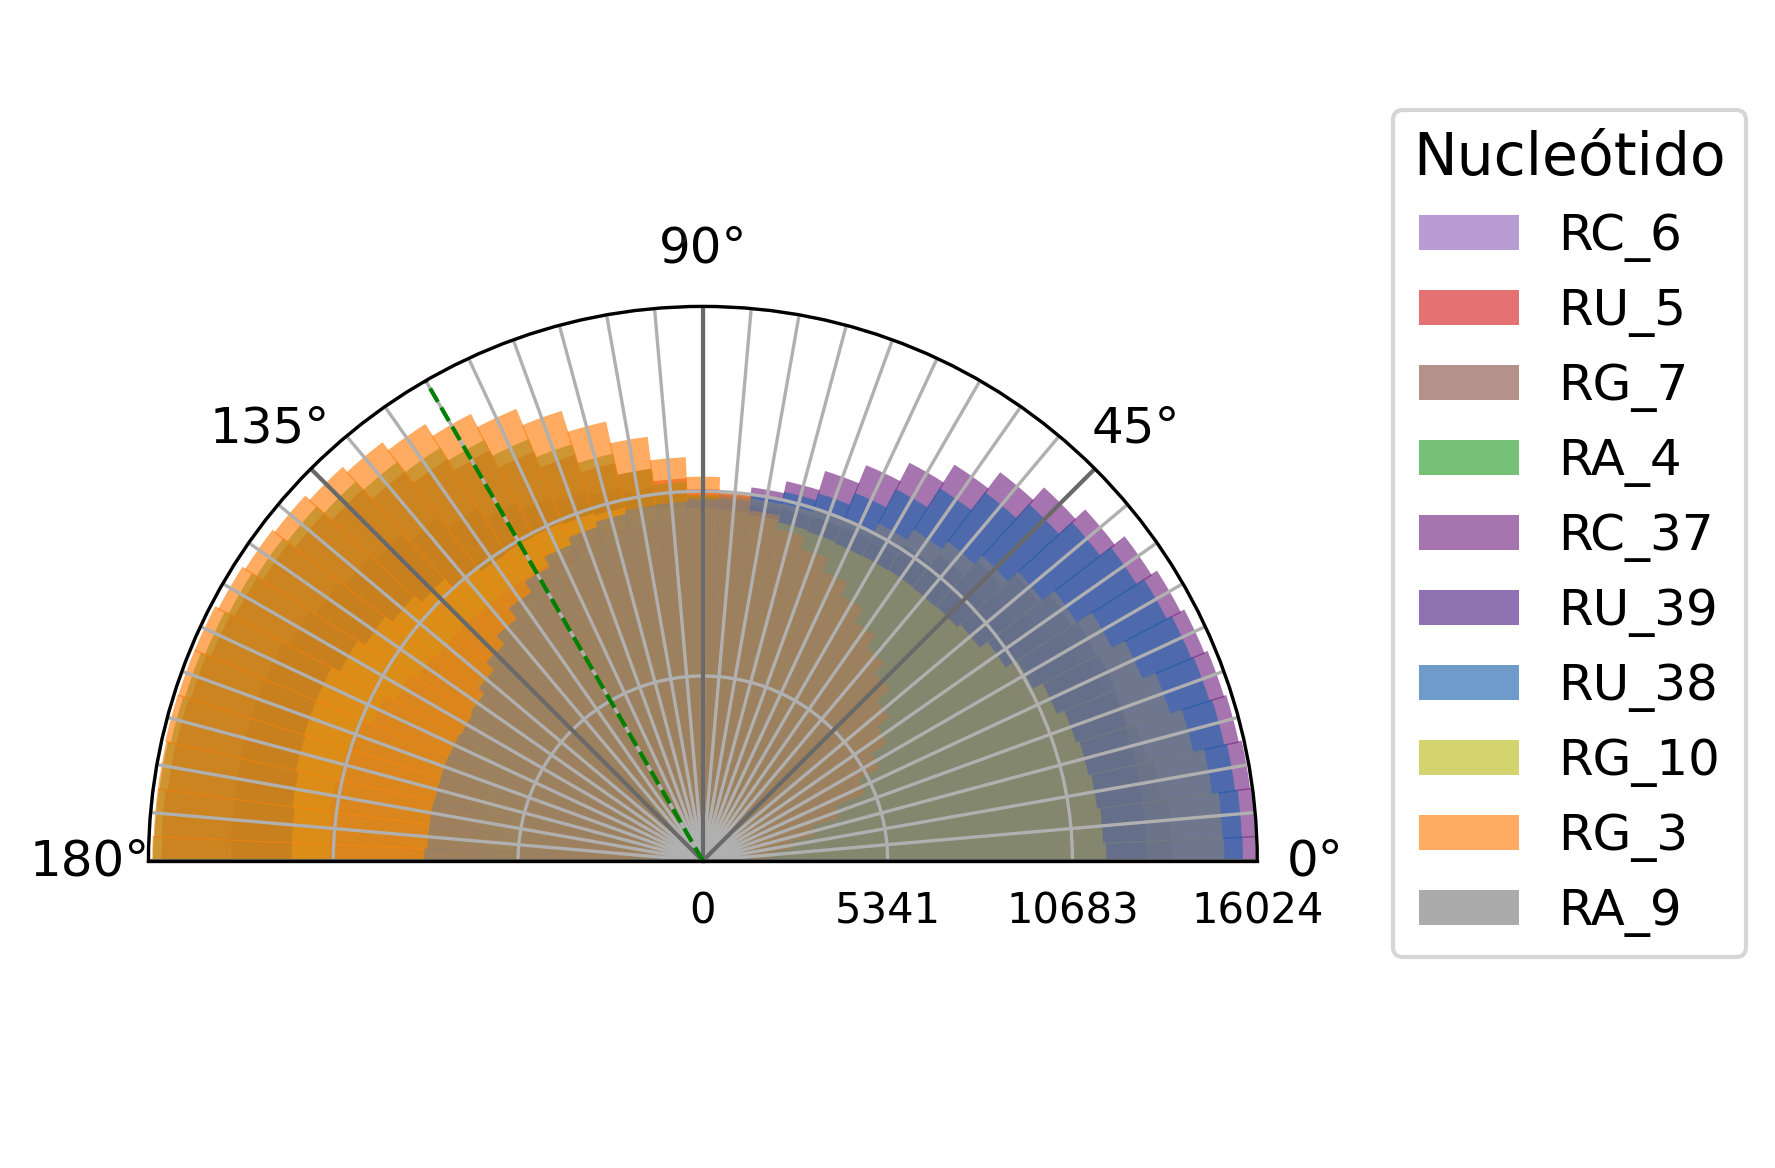 90°
135°
45°
180°
0°
0
5341
10683
16024
Nucleótido
RC_6
RU_5
RG_7
RA_4
RC_37
RU_39
RU_38
RG_10
RG_3
RA_9